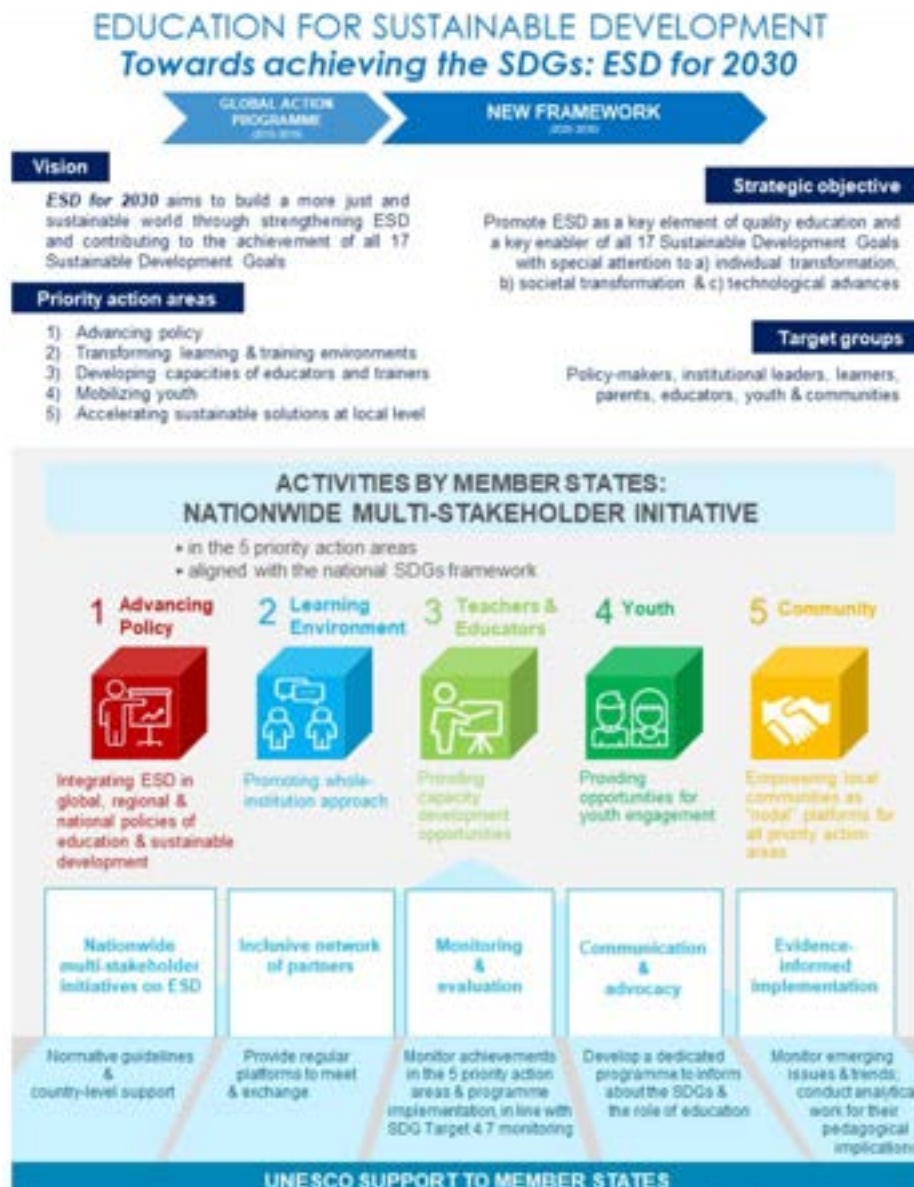 EDUCATION FOR SUSTAINABLE DEVELOPMENT
Towards achieving the SDGs: ESD for 2030
GLOBAL ACTION
PROGRAMME
NEW FRAMEWORK
Vision
ESD for 2030 aims to build a more just and
sustainable world through strengthening ESD
and contributing to the achievement of all 17
Sustainable Development Goals
Strategic objective
Promote ESD as a key element of quality education and
a key enabler of all 17 Sustainable Development Goals
with special attention to a) individual transformation,
b) societal transformation & c) technological advances
Priority action areas
1) Advancing policy
2) Transforming learning & training environments
3) Developing capacities of educators and trainers
4) Mobilizing youth
5) Accelerating sustainable solutions at local level
Target groups
Policy-makers, institutional leaders, learners,
parents, educators, youth & communities
ACTIVITIES BY MEMBER STATES:
NATIONWIDE MULTI-STAKEHOLDER INITIATIVE
• in the 5 priority action areas
• aligned with the national SDGs framework
1 Advancing
Policy
2 Learning
Environment
3 Teachers &
Educators
4 Youth
5 Community
Integrating ESD in
global, regional &
national policies of
education & sustainable
development
Promoting whole-
institution approach
Providing
capacity
development
opportunities
Providing
opportunities for
youth engagement
Empowering local
communities as
"nodal" platforms for
all priority action
areas
Nationwide
multi-stakeholder
initiatives on ESD
Inclusive network
of partners
Monitoring
&
evaluation
Communication
&
advocacy
Evidence-
informed
implementation
Normative guidelines
&
country-level support
Provide regular
platforms to meet
& exchange
Monitor achievements
in the 5 priority action
areas & programme
implementation, in line with
SDG Target 4.7 monitoring
Develop a dedicated
programme to inform
about the SDGs &
the role of education
Monitor emerging
issues & trends;
conduct analytical
work for their
pedagogical
implications
UNESCO SUPPORT TO MEMBER STATES